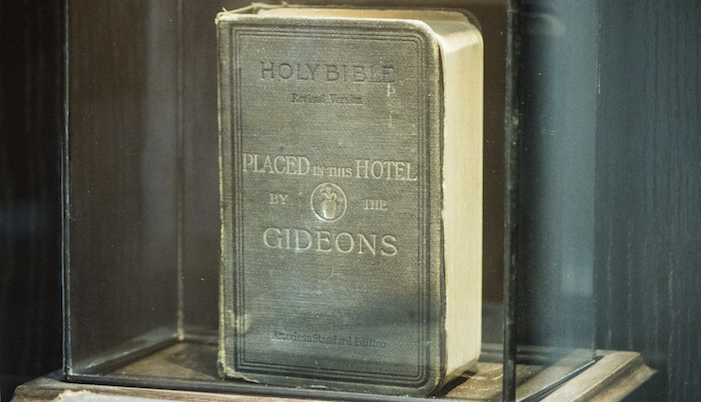 HOLY BIBLE
Revised Version
PLACED IN THIS HOTEL
BY THE
GIDEONS
American Standard Edition